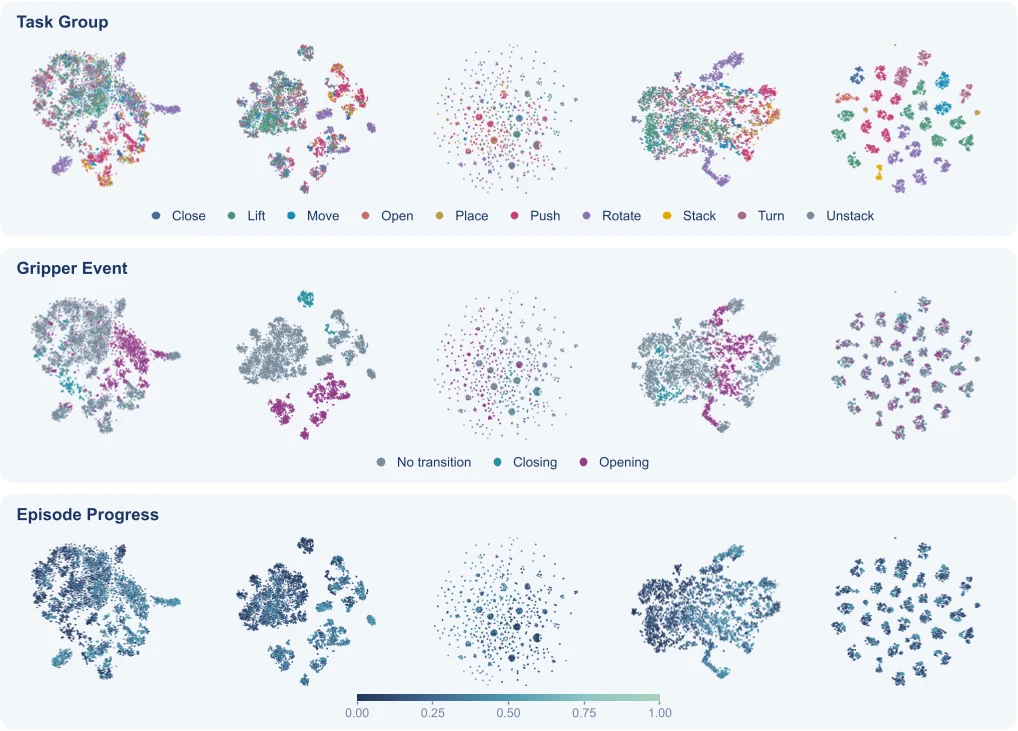 Task Group
Close Lift Move Open Place Push Rotate Stack Turn Unstack
Gripper Event
No transition Closing Opening
Episode Progress
0.00 0.25 0.50 0.75 1.00